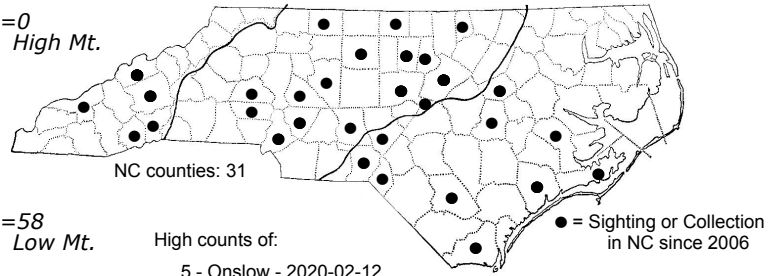 =0
High Mt.
NC counties: 31
=58
Low Mt.
High counts of:
5 - Onslow - 2020-02-12
● = Sighting or Collection
in NC since 2006